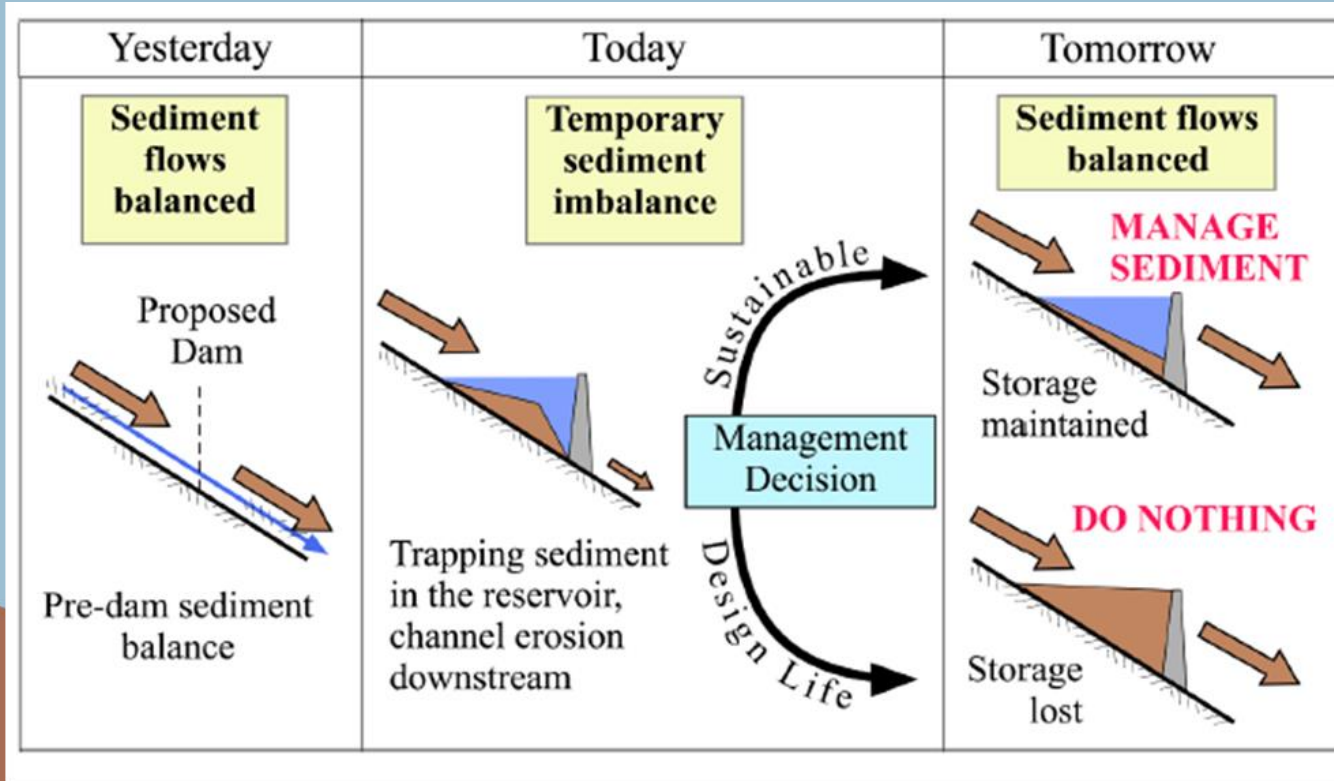 Yesterday
Today
Tomorrow
Sediment
flows
balanced
Proposed
Dam
Pre-dam sediment
balance
Temporary
sediment
imbalance
Trapping sediment
in the reservoir,
channel erosion
downstream
Sustainable
Management
Decision
Design Life
Sediment flows
balanced
MANAGE
SEDIMENT
Storage
maintained
DO NOTHING
Storage
lost